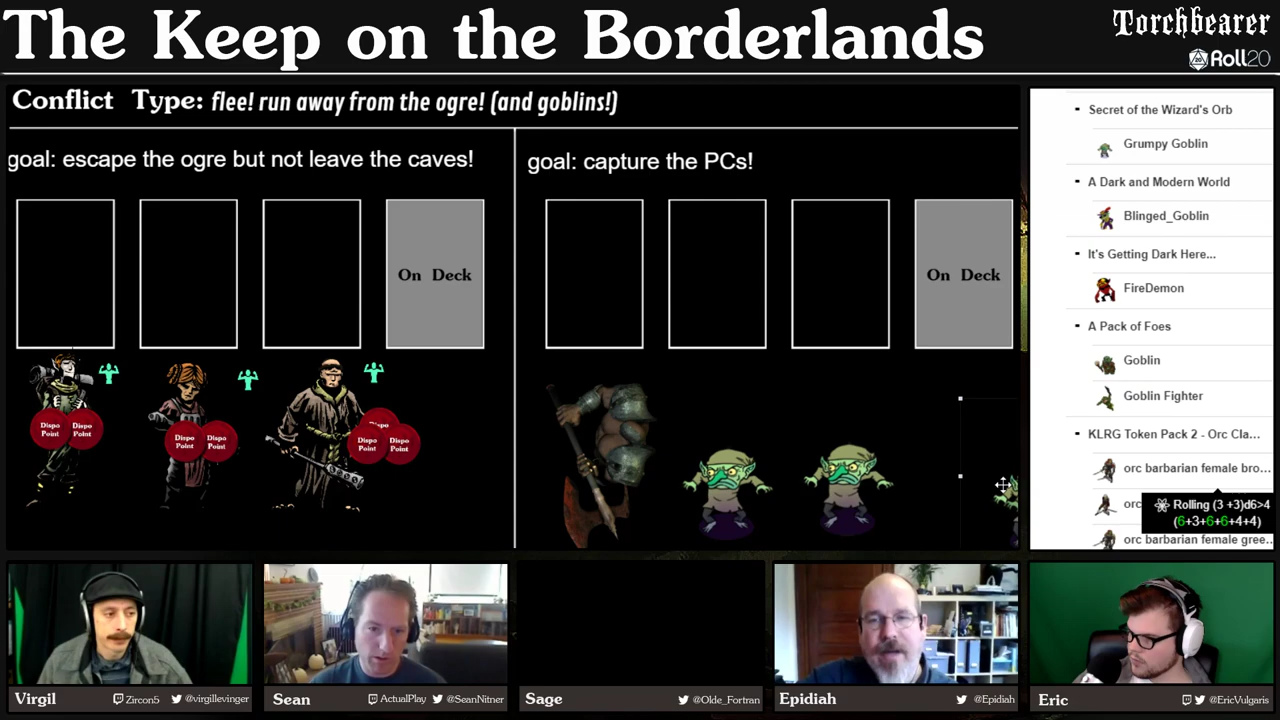 The Keep on the Borderlands
Torchbearer
Roll20
Conflict Type: flee! run away from the ogre! (and goblins!)
goal: escape the ogre but not leave the caves!
goal: capture the PCs!
On Deck
On Deck
Dispo Point
Dispo Point
Dispo Point
Dispo Point
Dispo
Dispo Point
Dispo Point
Secret of the Wizard's Orb
Grumpy Goblin
A Dark and Modern World
Blinged_Goblin
It's Getting Dark Here...
FireDemon
A Pack of Foes
Goblin
Goblin Fighter
KLRG Token Pack 2 - Orc Cla...
orc barbarian female bro...
orc
Rolling (3 +3)d6>4
(6+3+6+6+4+4)
orc barbarian female gree...
Virgil Zircon5 @virgillevinger
Sean ActualPlay @SeanNitner
Sage @Olde_Fortran
Epidiah @Epidiah
Eric @EricVulgaris